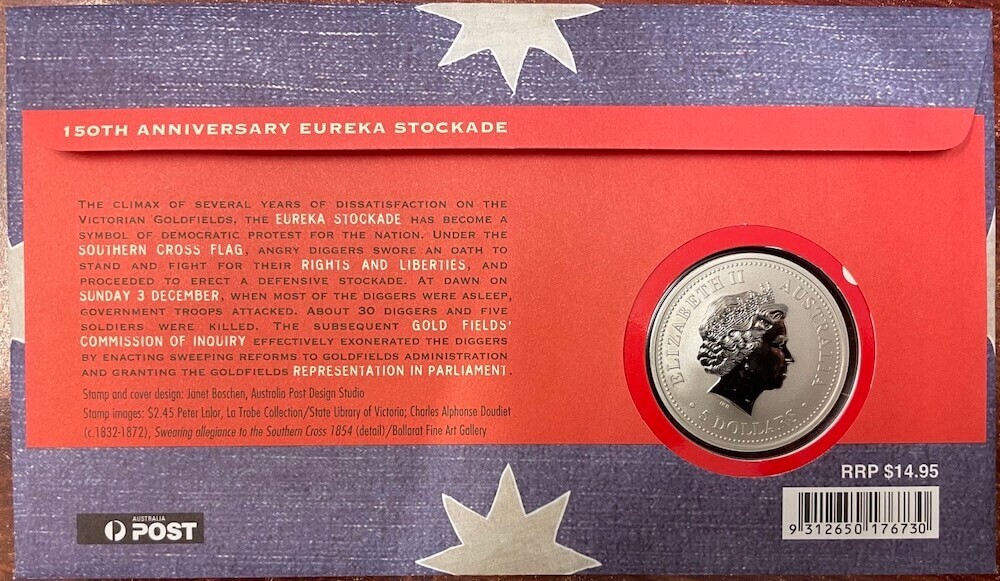 150TH ANNIVERSARY EUREKA STOCKADE
THE CLIMAX OF SEVERAL YEARS OF DISSATISFACTION ON THE
VICTORIAN GOLDFIELDS, THE EUREKA STOCKADE HAS BECOME A
SYMBOL OF DEMOCRATIC PROTEST FOR THE NATION. UNDER THE
SOUTHERN CROSS FLAG, ANGRY DIGGERS SWORE AN OATH TO
STAND AND FIGHT FOR THEIR RIGHTS AND LIBERTIES, AND
PROCEEDED TO ERECT A DEFENSIVE STOCKADE. AT DAWN ON
SUNDAY 3 DECEMBER, WHEN MOST OF THE DIGGERS WERE ASLEEP,
GOVERNMENT TROOPS ATTACKED. ABOUT 30 DIGGERS AND FIVE
SOLDIERS WERE KILLED. THE SUBSEQUENT GOLD FIELDS'
COMMISSION OF INQUIRY EFFECTIVELY EXONERATED THE DIGGERS
BY ENACTING SWEEPING REFORMS TO GOLDFIELDS ADMINISTRATION
AND GRANTING THE GOLDFIELDS REPRESENTATION IN PARLIAMENT.
Stamp and cover design: Janet Boschen, Australia Post Design Studio
Stamp images: $2.45 Peter Lalor, La Trobe Collection/State Library of Victoria; Charles Alphonse Doudiet
(c.1832-1872), Swearing allegiance to the Southern Cross 1854 (detail)/Ballarat Fine Art Gallery
ELIZABETH II AUSTRALIA
5 DOLLARS
RRP $14.95
9 312650 176730
AUSTRALIA
POST